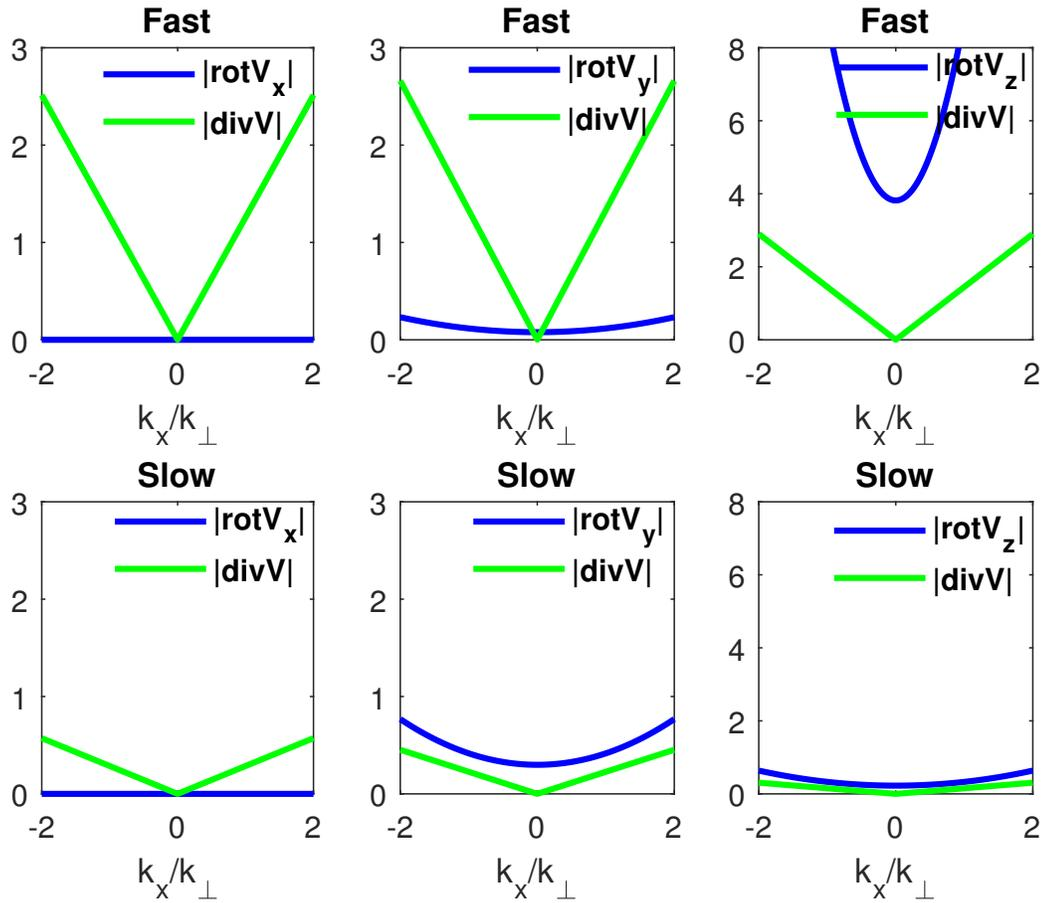 Fast
3
2
1
0
|rotV_x|
|divV|
-2 0 2
k_x/k_⊥
Fast
3
2
1
0
|rotV_y|
|divV|
-2 0 2
k_x/k_⊥
Fast
8
6
4
2
0
|rotV_z|
|divV|
-2 0 2
k_x/k_⊥
Slow
3
2
1
0
|rotV_x|
|divV|
-2 0 2
k_x/k_⊥
Slow
3
2
1
0
|rotV_y|
|divV|
-2 0 2
k_x/k_⊥
Slow
8
6
4
2
0
|rotV_z|
|divV|
-2 0 2
k_x/k_⊥